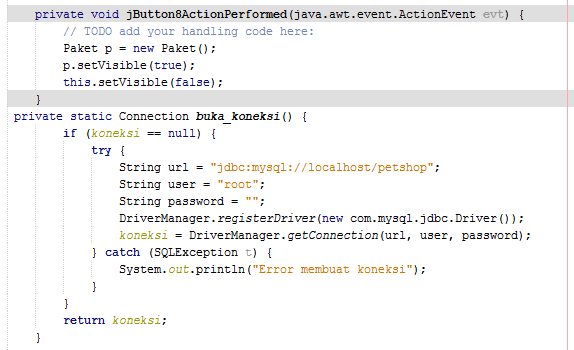 private void jButton8ActionPerformed(java.awt.event.ActionEvent evt) {
// TODO add your handling code here:
Paket p = new Paket();
p.setVisible(true);
this.setVisible(false);
}
private static Connection buka_koneksi() {
if (koneksi == null) {
try {
String url = "jdbc:mysql://localhost/petshop";
String user = "root";
String password = "";
DriverManager.registerDriver(new com.mysql.jdbc.Driver());
koneksi = DriverManager.getConnection(url, user, password);
} catch (SQLException t) {
System.out.println("Error membuat koneksi");
}
}
return koneksi;
}